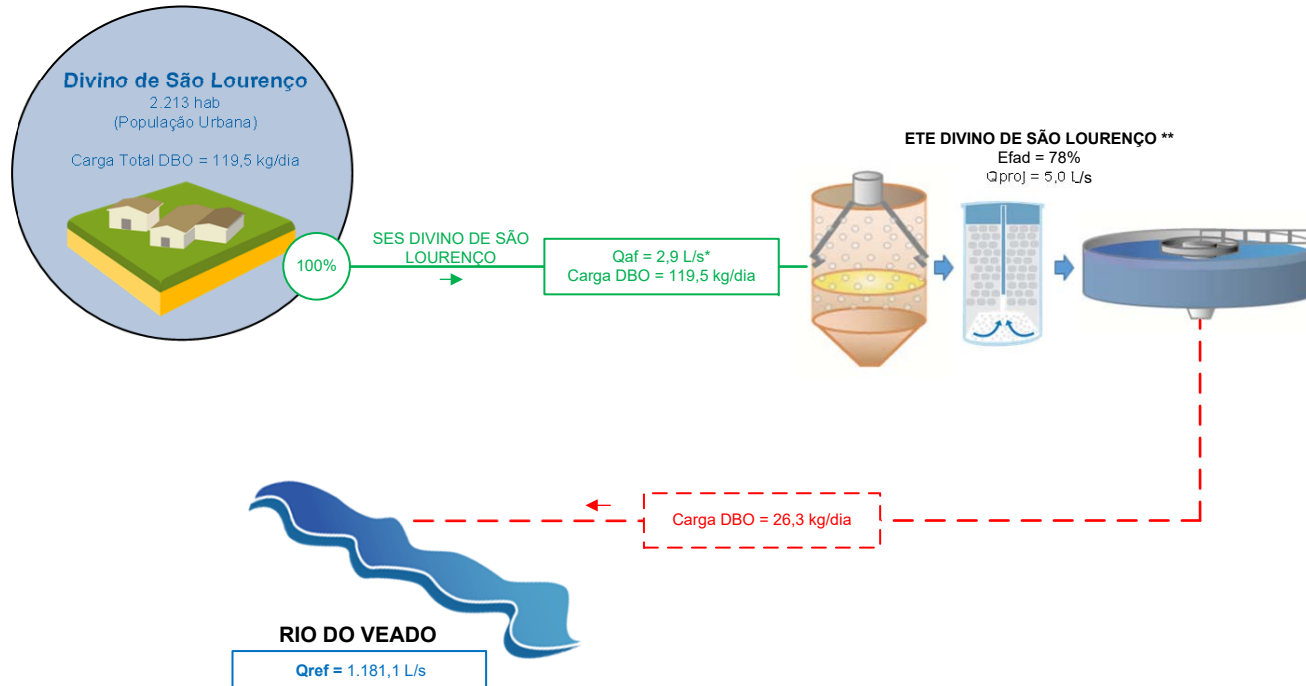 Divino de São Lourenço
2.213 hab
(População Urbana)
Carga Total DBO = 119,5 kg/dia
100%
SES DIVINO DE SÃO
LOURENÇO
Qaf = 2,9 L/s*
Carga DBO = 119,5 kg/dia
ETE DIVINO DE SÃO LOURENÇO **
Efad = 78%
Qproj = 5,0 L/s
Carga DBO = 26,3 kg/dia
RIO DO VEADO
Qref = 1.181,1 L/s